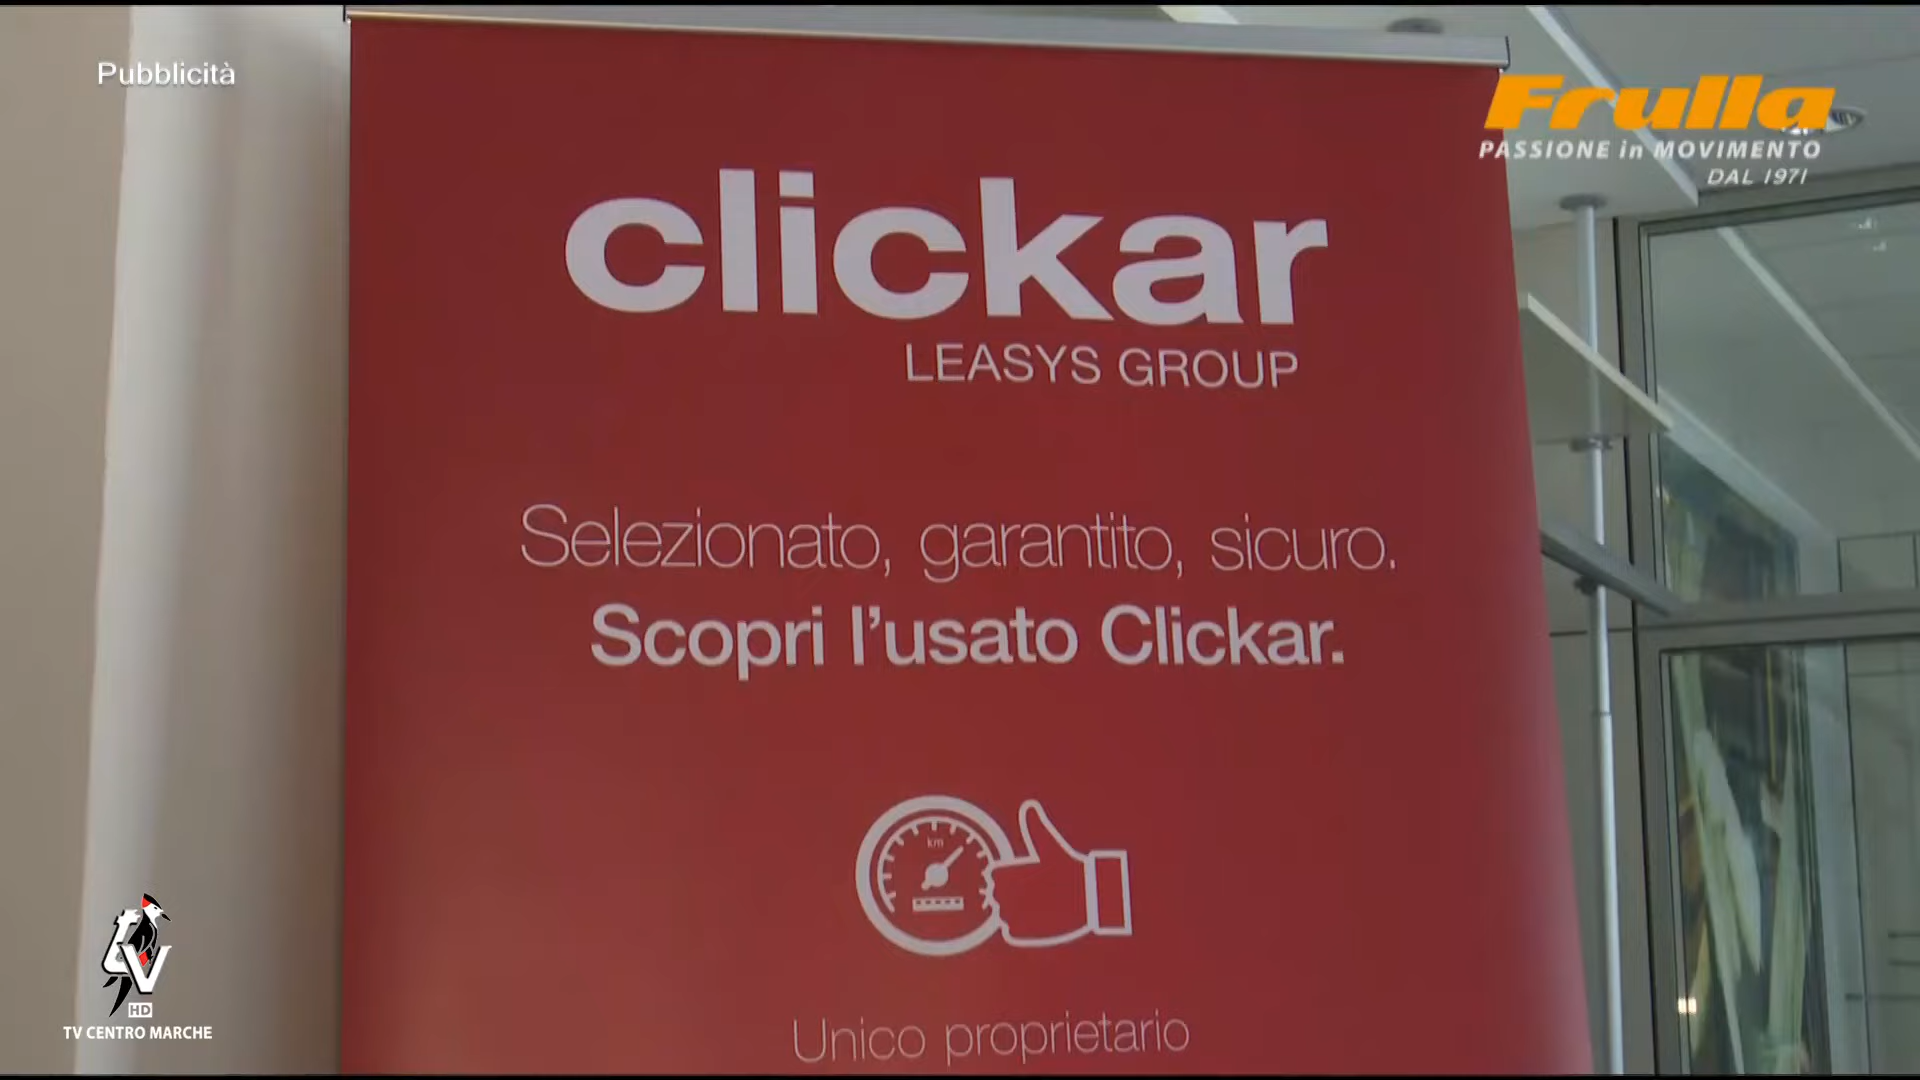 Pubblicità
Frulla
PASSIONE in MOVIMENTO
DAL 1971
clickar
LEASYS GROUP
Selezionato, garantito, sicuro.
Scopri l'usato Clickar.
km
Unico proprietario
TV
HD
TV CENTRO MARCHE